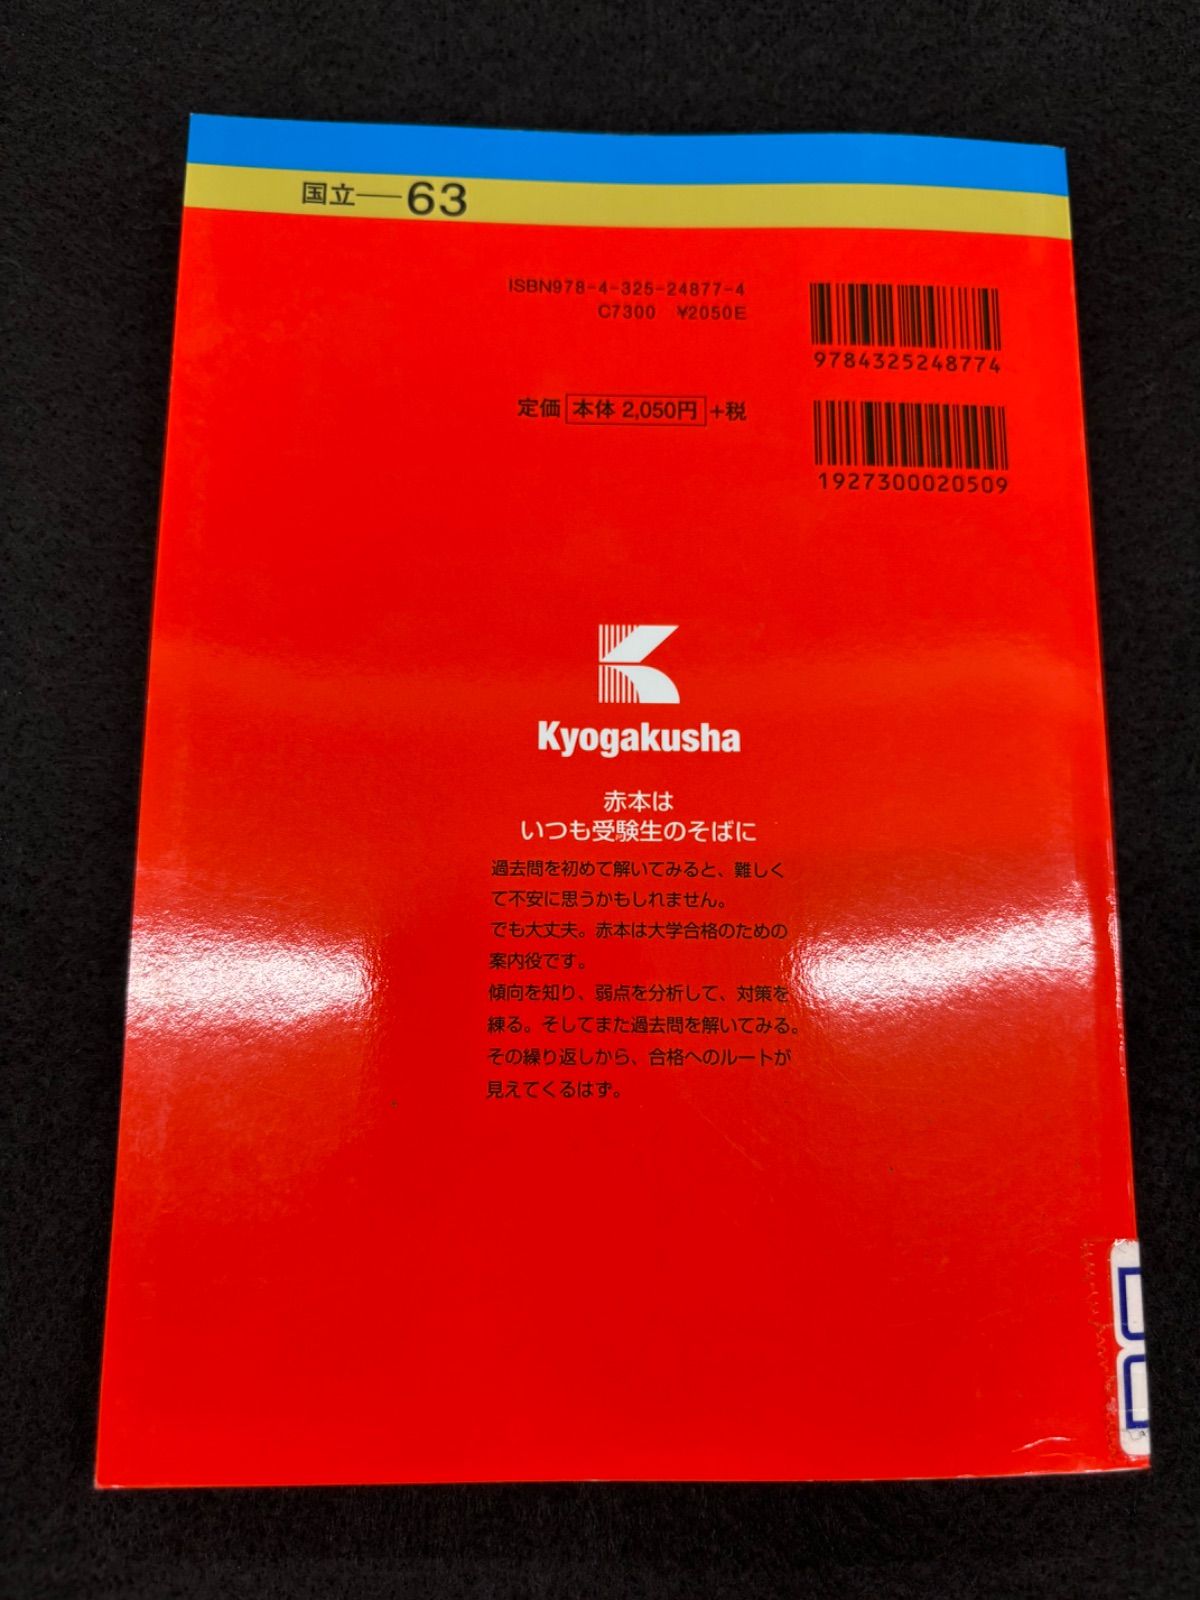 国立―63
ISBN978-4-325-24877-4
C7300 ¥2050E
9784325248774
定価 本体 2,050円 +税
1927300020509
Kyogakusha
赤本は
いつも受験生のそばに
過去問を初めて解いてみると、難しく
て不安に思うかもしれません。
でも大丈夫。赤本は大学合格のための
案内役です。
傾向を知り、弱点を分析して、対策を
練る。そしてまた過去問を解いてみる。
その繰り返しから、合格へのルートが
見えてくるはず。